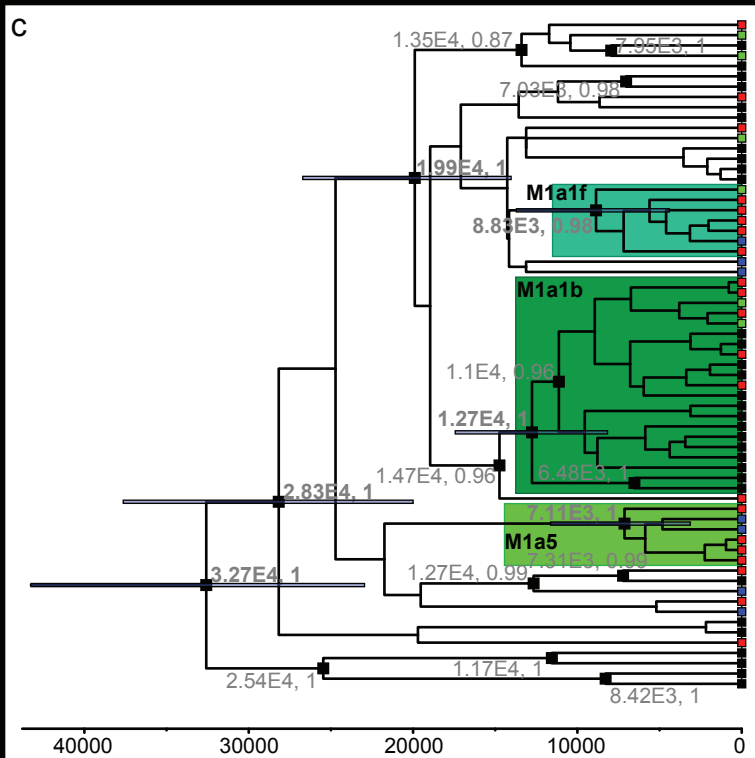 C
1.35E4, 0.87
7.95E3, 1
7.03E3, 0.98
1.99E4, 1
M1a1f
8.83E3, 0.98
M1a1b
1.1E4, 0.96
1.27E4, 1
1.47E4, 0.96
6.48E3, 1
2.83E4, 1
7.11E3, 1
M1a5
7.31E3, 0.99
1.27E4, 0.99
3.27E4, 1
2.54E4, 1
1.17E4, 1
8.42E3, 1
40000 30000 20000 10000 0